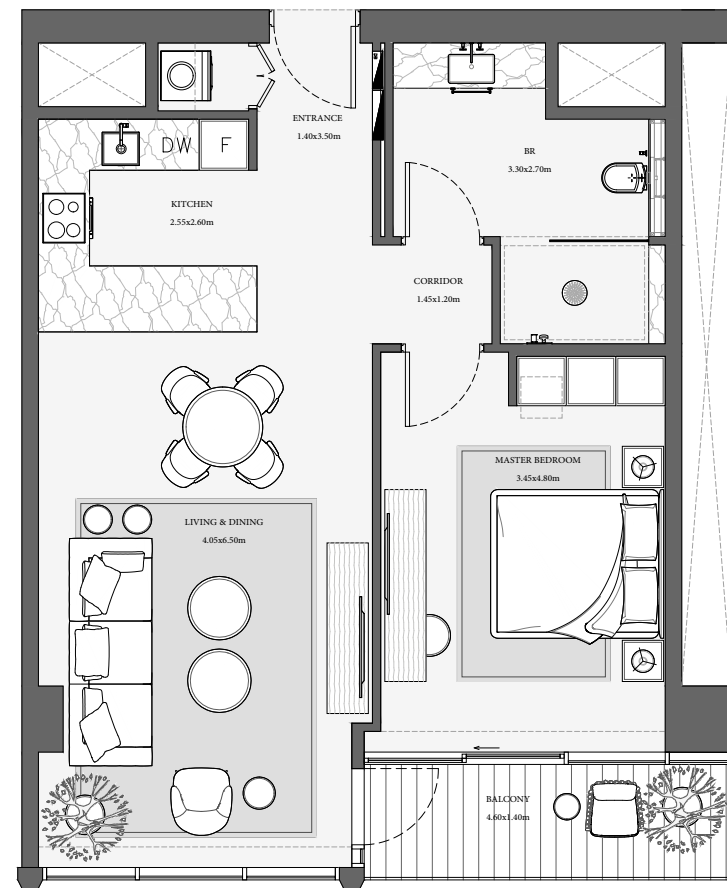 ENTRANCE
1.40x3.50m
BR
3.30x2.70m
DW
F
KITCHEN
2.55x2.60m
CORRIDOR
1.45x1.20m
MASTER BEDROOM
3.45x4.80m
LIVING & DINING
4.05x6.50m
BALCONY
4.60x1.40m